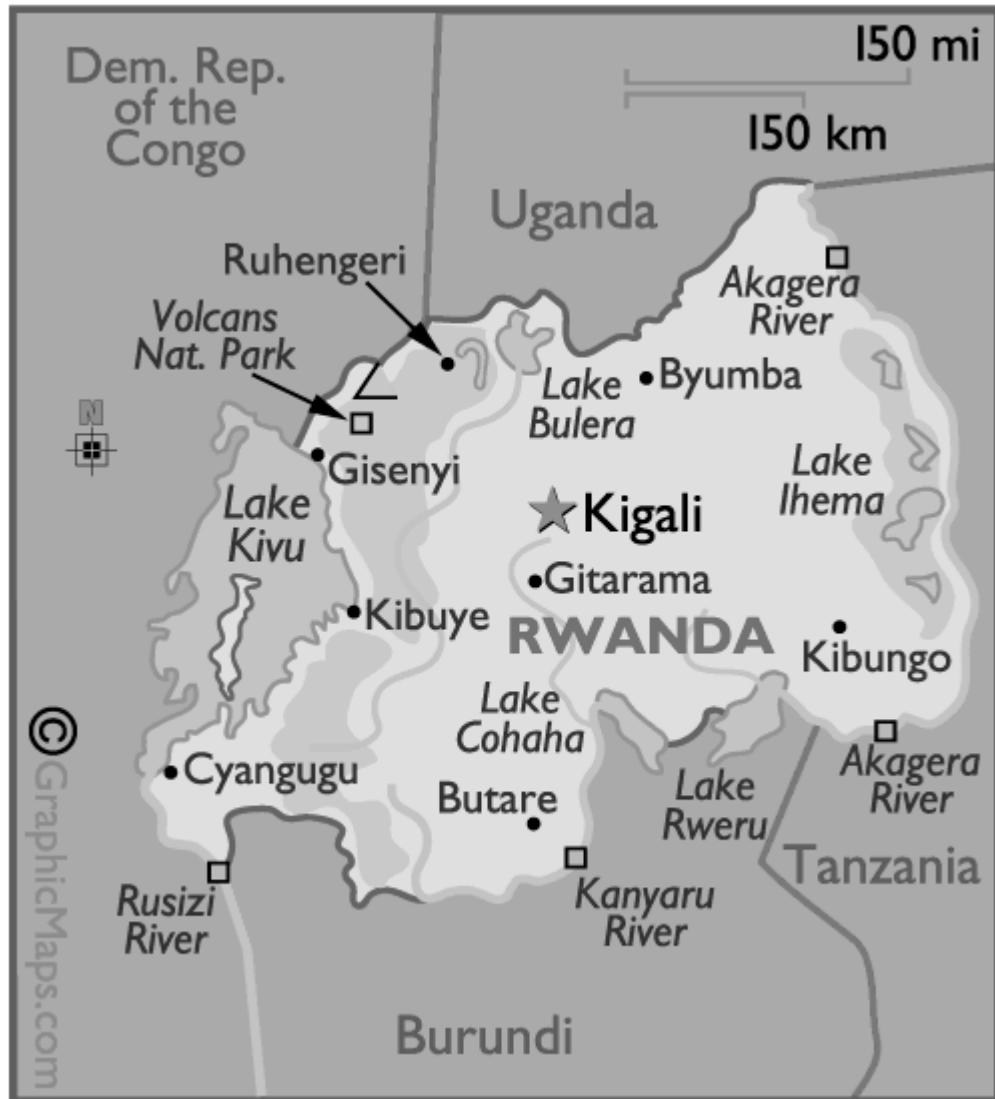 150 mi
150 km
Dem. Rep.
of the
Congo
Uganda
Ruhengeri
Akagera
River
Volcans
Nat. Park
Byumba
Lake
Bulera
N
Gisenyi
Lake
Ihema
Lake
Kivu
Kigali
Gitarama
Kibuye
RWANDA
Kibungo
Lake
Cohaha
Cyangugu
Akagera
River
Butare
Lake
Rweru
Tanzania
Rusizi
River
Kanyaru
River
Burundi
©GraphicMaps.com